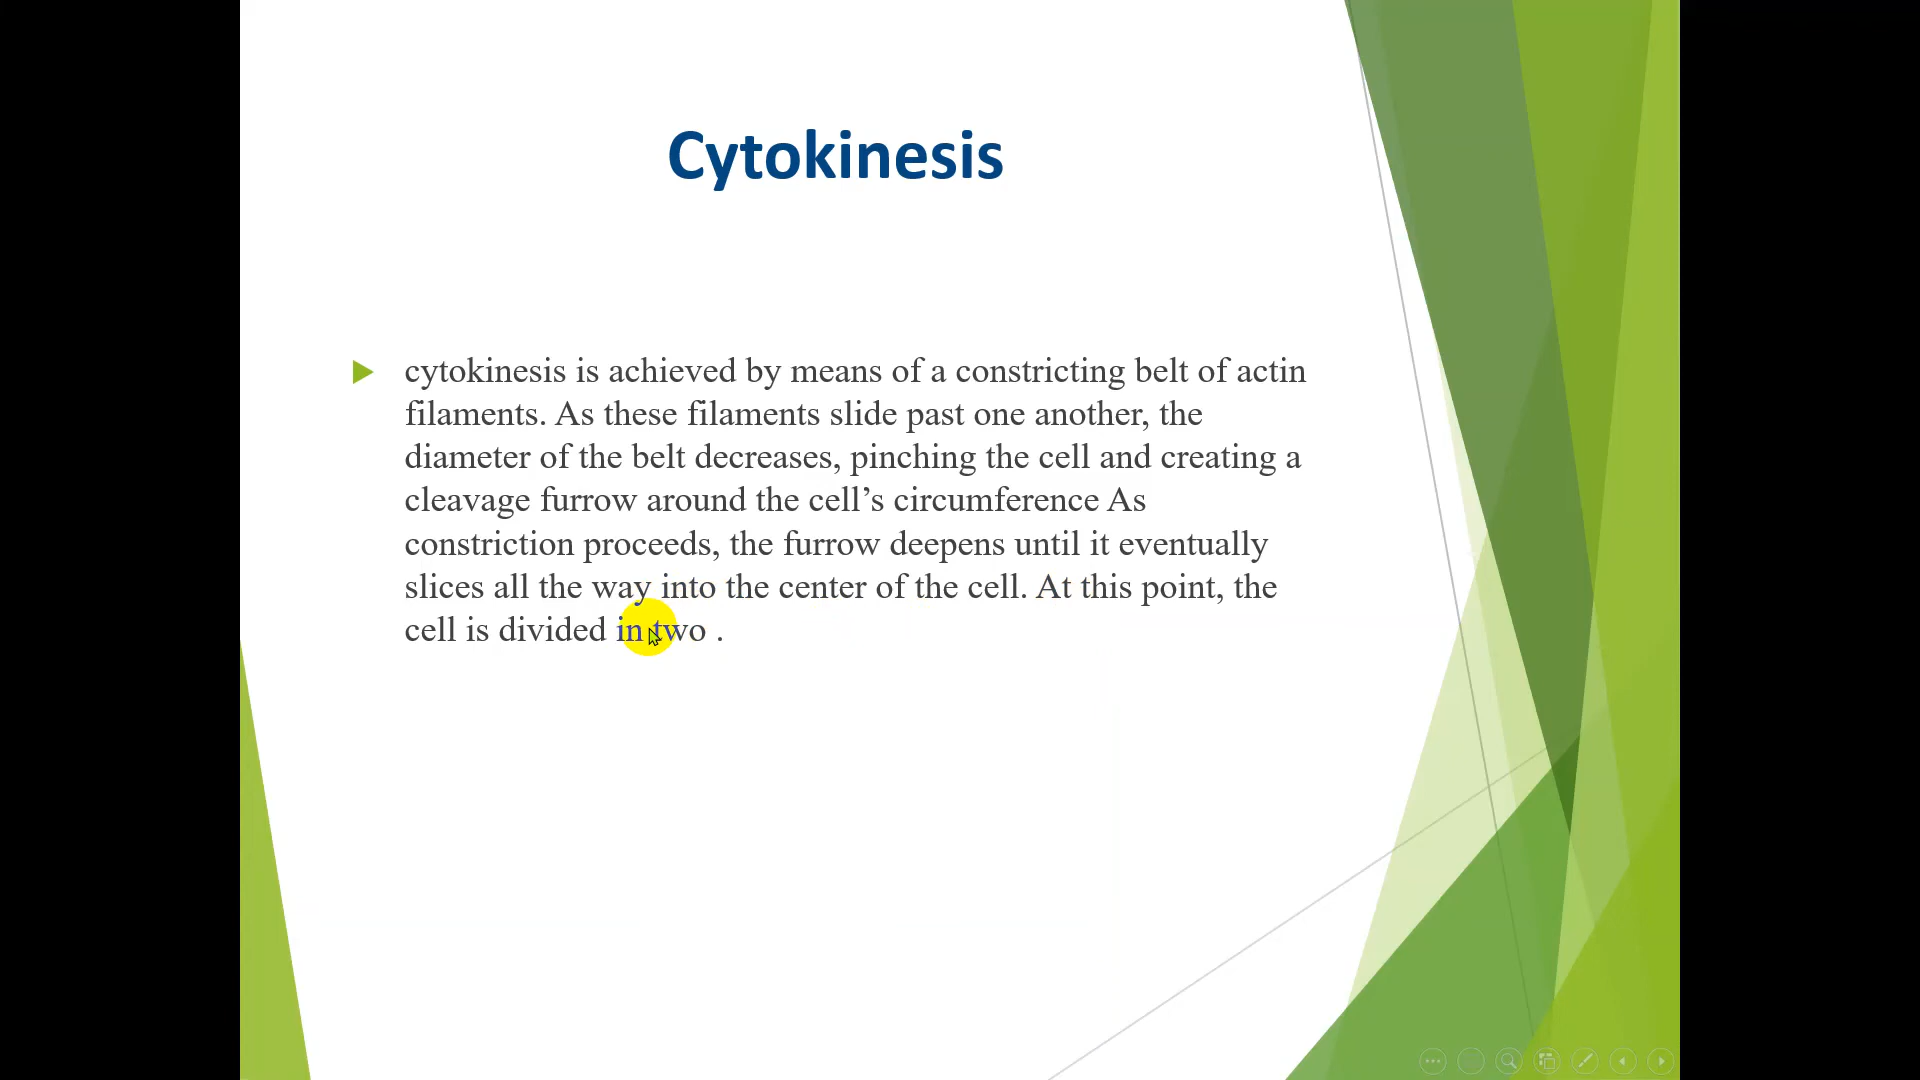 Cytokinesis
cytokinesis is achieved by means of a constricting belt of actin
filaments. As these filaments slide past one another, the
diameter of the belt decreases, pinching the cell and creating a
cleavage furrow around the cell’s circumference As
constriction proceeds, the furrow deepens until it eventually
slices all the way into the center of the cell. At this point, the
cell is divided in two .